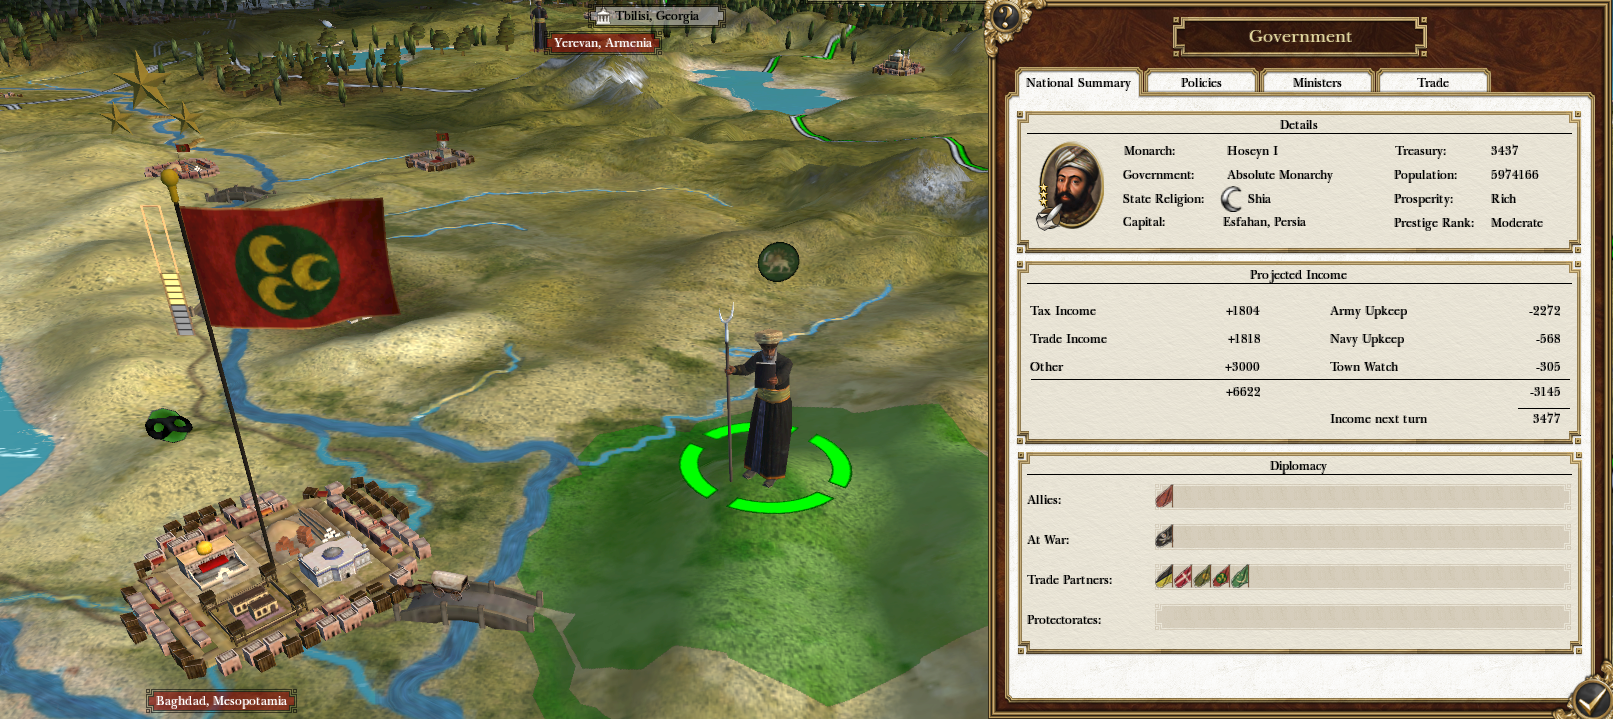 Tbilisi, Georgia
Yerevan, Armenia
Baghdad, Mesopotamia
?
Government
National Summary
Policies
Ministers
Trade
Details
Monarch: Hoseyn I Treasury: 3437
Government: Absolute Monarchy Population: 5974166
State Religion: Shia Prosperity: Rich
Capital: Esfahan, Persia Prestige Rank: Moderate
Projected Income
Tax Income +1804 Army Upkeep -2272
Trade Income +1818 Navy Upkeep -568
Other +3000 Town Watch -305
+6622 -3145
Income next turn 3477
Diplomacy
Allies:
At War:
Trade Partners:
Protectorates: